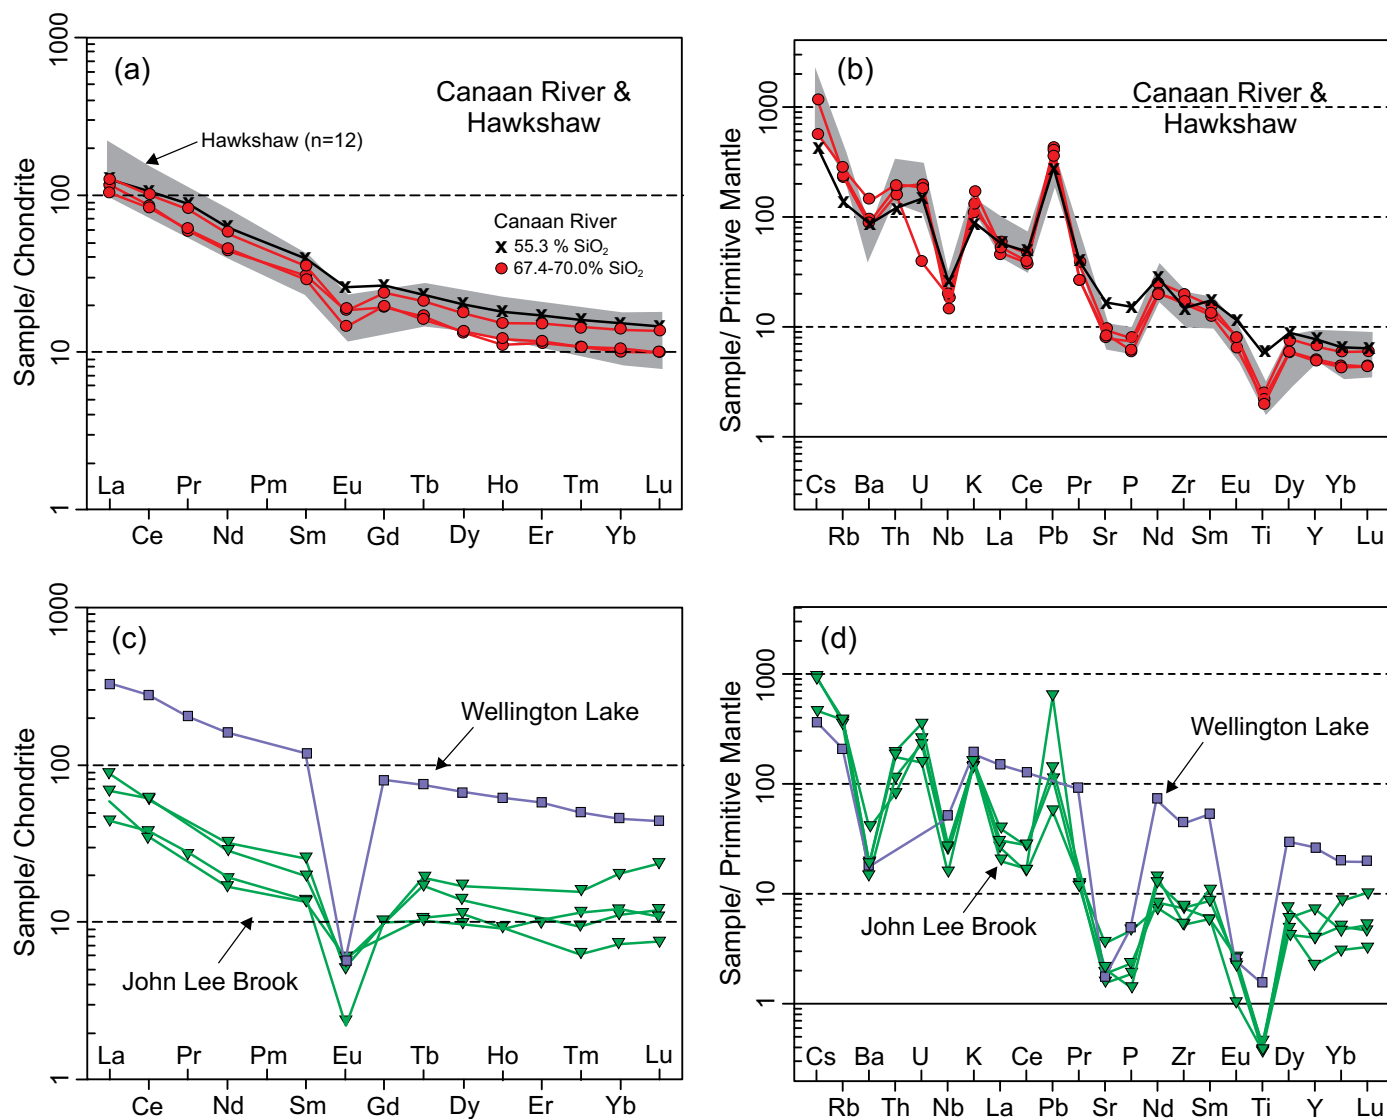 (a)
Canaan River &
Hawkshaw
Hawkshaw (n=12)
Canaan River
x 55.3 % SiO₂
67.4-70.0% SiO₂
Sample/ Chondrite
1000
100
10
1
La Pr Pm Eu Tb Ho Tm Lu
Ce Nd Sm Gd Dy Er Yb
(b)
Canaan River &
Hawkshaw
Sample/ Primitive Mantle
1000
100
10
1
Cs Ba U K Ce Pr P Zr Eu Dy Yb
Rb Th Nb La Pb Sr Nd Sm Ti Y Lu
(c)
Wellington Lake
John Lee Brook
Sample/ Chondrite
1000
100
10
1
La Pr Pm Eu Tb Ho Tm Lu
Ce Nd Sm Gd Dy Er Yb
(d)
Wellington Lake
John Lee Brook
Sample/ Primitive Mantle
1000
100
10
1
Cs Ba U K Ce Pr P Zr Eu Dy Yb
Rb Th Nb La Pb Sr Nd Sm Ti Y Lu